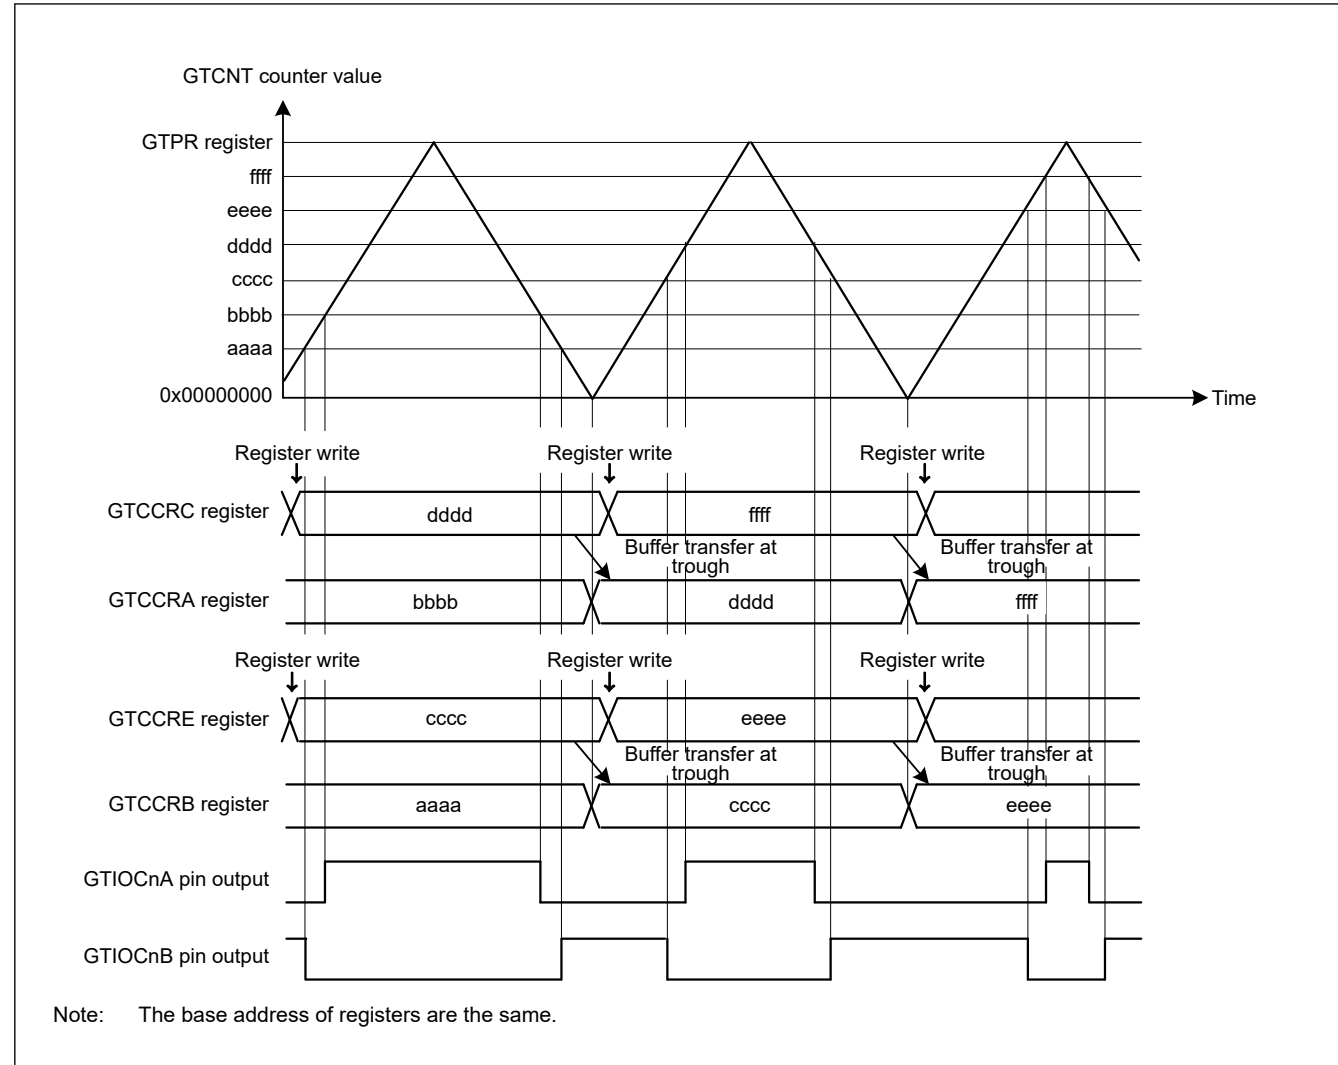 GTCNT counter value
GTPR register
ffff
eeee
dddd
cccc
bbbb
aaaa
0x00000000
Time
Register write
Register write
Register write
GTCCRC register
dddd
ffff
Buffer transfer at
trough
Buffer transfer at
trough
GTCCRA register
bbbb
dddd
ffff
Register write
Register write
Register write
GTCCRE register
cccc
eeee
Buffer transfer at
trough
Buffer transfer at
trough
GTCCRB register
aaaa
cccc
eeee
GTIOCnA pin output
GTIOCnB pin output
Note: The base address of registers are the same.